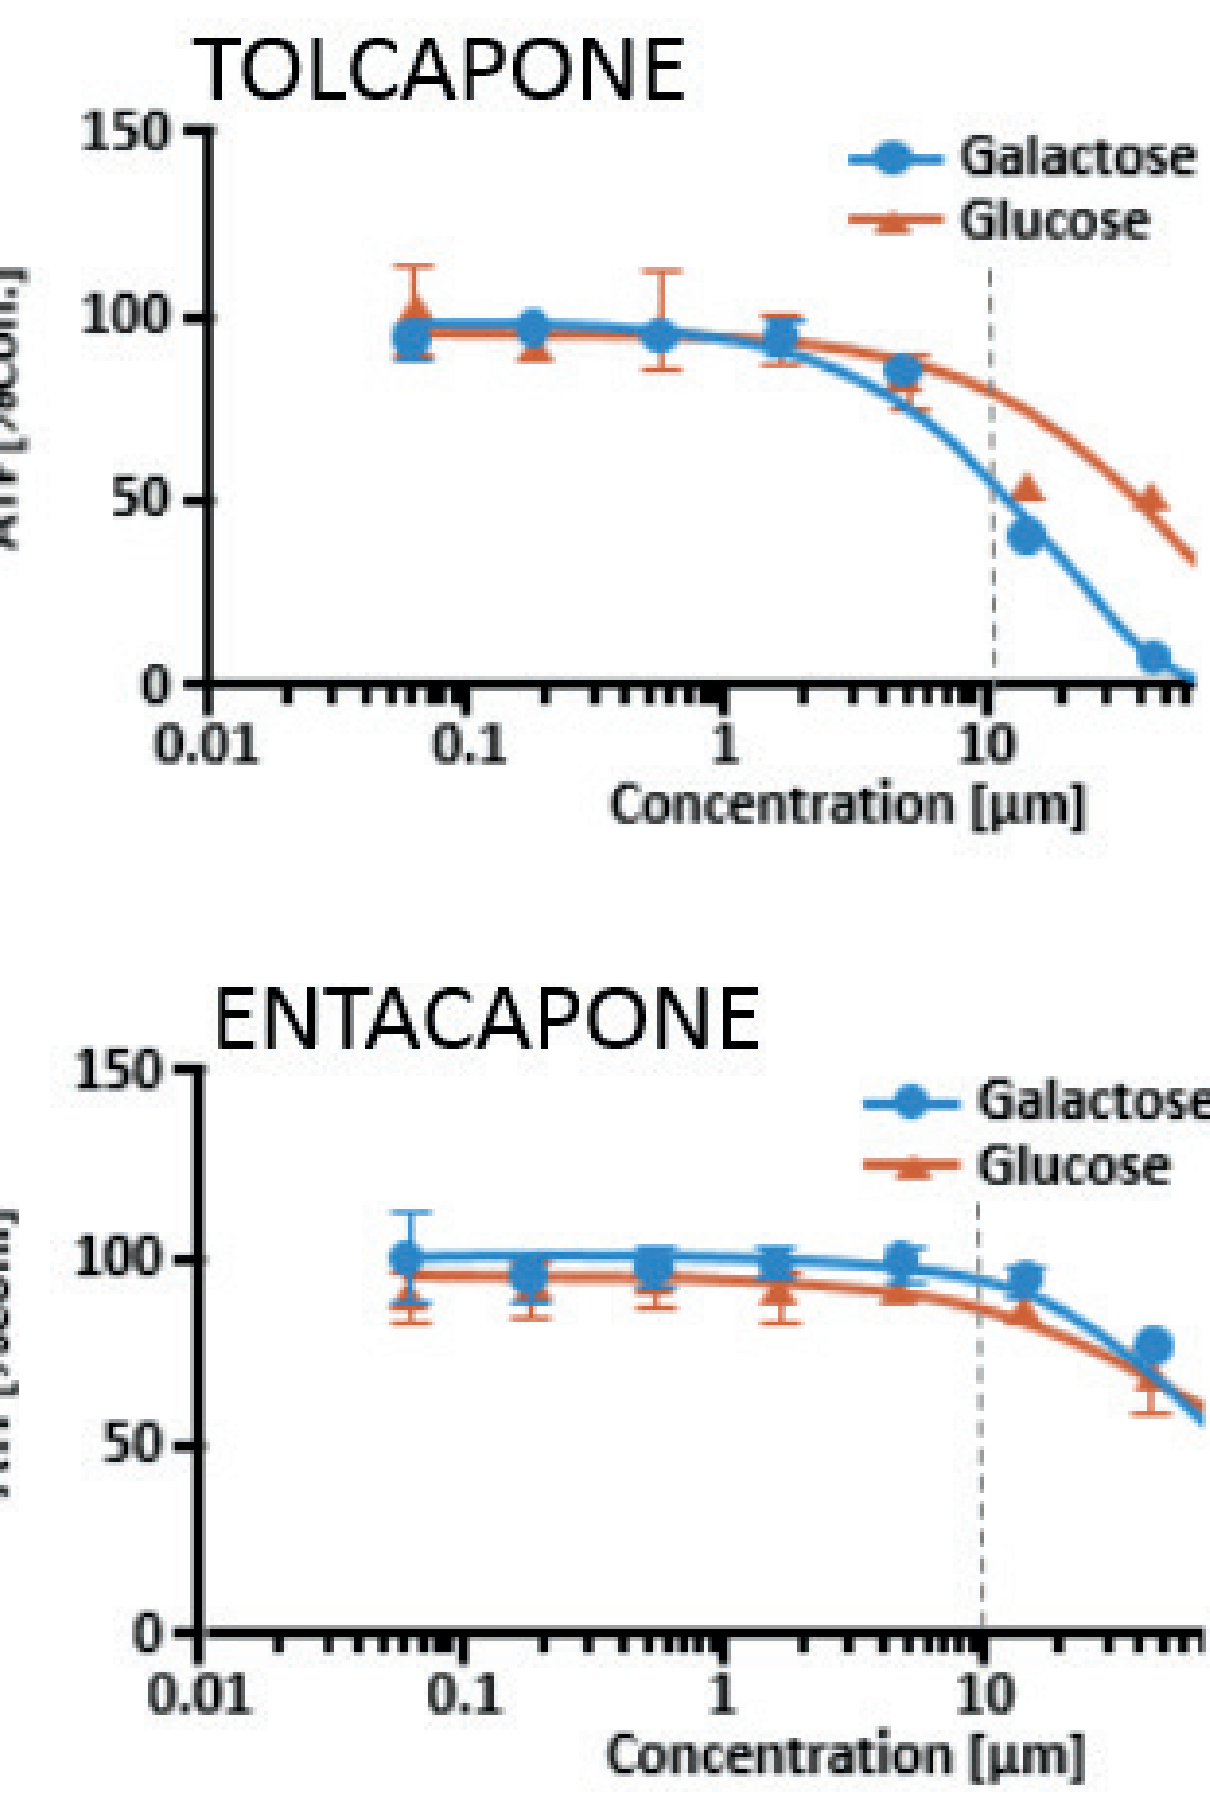 TOLCAPONE
150
Galactose
Glucose
100
50
0
0.01 0.1 1 10
Concentration [µm]
ENTACAPONE
150
Galactose
Glucose
100
50
0
0.01 0.1 1 10
Concentration [µm]